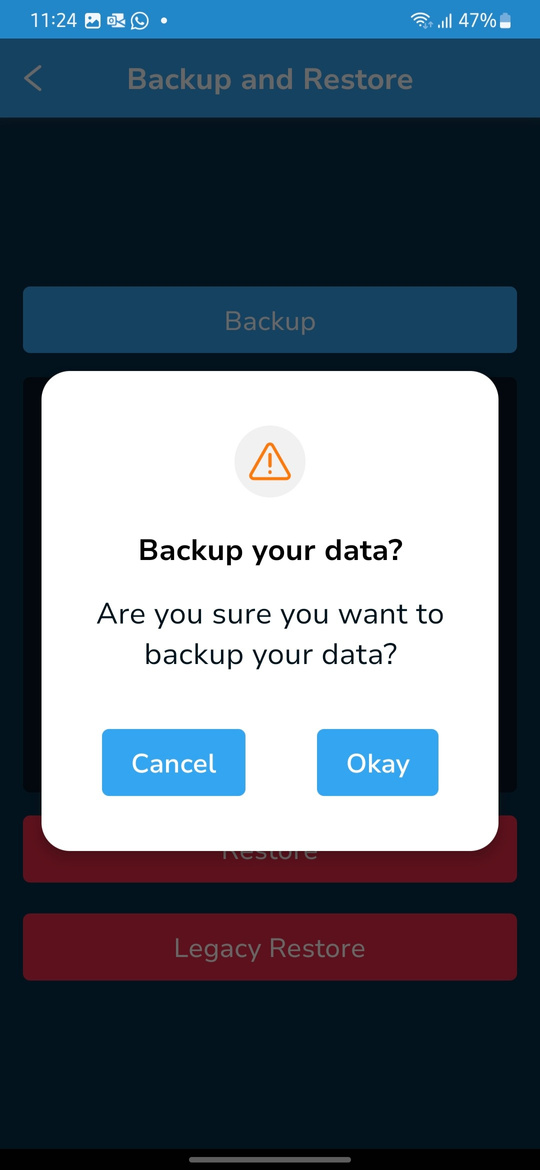 11:24 47%
Backup and Restore
Backup
Backup your data?
Are you sure you want to
backup your data?
Cancel Okay
Restore
Legacy Restore